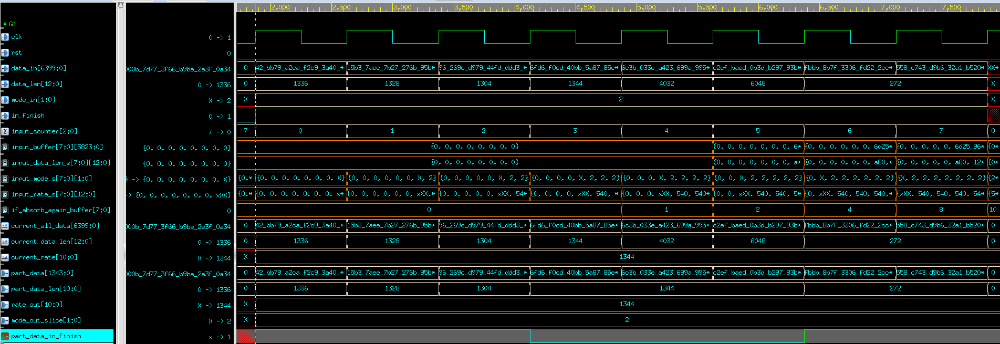 2,000 2,500 3,000 3,500 4,000 4,500 5,000 5,500 6,000 6,500 7,000 7,500
= G1
clk 0 -> 1
rst 0
data_in[6399:0] 000b_7d77_3f66_b9be_2e3f_0a34 0 42_bb79_a2ca_f2c9_3a40_* 15b3_7aee_7b27_276b_95b* 96_269c_d979_44fd_ddd3_* 6fd6_f0cd_40bb_5a87_85e* 6c3b_033e_a423_699a_995* c2ef_baed_0b3d_b297_93b* fbbb_8b7f_3306_fd22_2cc* 558_c743_d9b6_32a1_b520* XX*
data_len[12:0] 0 -> 1336 0 1336 1328 1304 1344 4032 6048 272 X
mode_in[1:0] X -> 2 X 2 X
in_finish 0 -> 1
input_counter[2:0] 7 -> 0 7 0 1 2 3 4 5 6 7 0
input_buffer[7:0][5823:0] {0, 0, 0, 0, 0, 0, 0, 0} {0, 0, 0, 0, 0, 0, 0, 0} {0, 0, 0, 0, 0, 0, 6* {0, 0, 0, 0, 0, 6d25* {0, 0, 0, 0, 0, 6d25_96* {0*
input_data_len_s[7:0][12:0] {0, 0, 0, 0, 0, 0, 0, 0} {0, 0, 0, 0, 0, 0, 0, 0} {0, 0, 0, 0, 0, 0, a* {0, 0, 0, 0, 0, a80,* {0, 0, 0, 0, a80, 12* {0*
input_mode_s[7:0][1:0] } -> {0, 0, 0, 0, 0, 0, 0, X} {0,* {0, 0, 0, 0, 0, 0, 0, X} {0, 0, 0, 0, 0, 0, X, 2} {0, 0, 0, 0, 0, X, 2, 2} {0, 0, 0, 0, X, 2, 2, 2} {0, 0, 0, X, 2, 2, 2, 2} {0, 0, X, 2, 2, 2, 2, 2} {0, X, 2, 2, 2, 2, 2, 2} {X, 2, 2, 2, 2, 2, 2, 2} {2*
input_rate_s[7:0][12:0] -> {0, 0, 0, 0, 0, 0, 0, xXX} {0,* {0, 0, 0, 0, 0, 0, 0, x* {0, 0, 0, 0, 0, 0, xXX,* {0, 0, 0, 0, 0, xXX, 54* {0, 0, 0, 0, xXX, 540,* {0, 0, 0, xXX, 540, 540* {0, 0, xXX, 540, 540, 5* {0, xXX, 540, 540, 540,* {xXX, 540, 540, 540, 54* {5*
if_absorb_again_buffer[7:0] 0 0 1 2 4 8 10
current_all_data[6399:0] 000b_7d77_3f66_b9be_2e3f_0a34 0 42_bb79_a2ca_f2c9_3a40_* 15b3_7aee_7b27_276b_95b* 96_269c_d979_44fd_ddd3_* 6fd6_f0cd_40bb_5a87_85e* 6c3b_033e_a423_699a_995* c2ef_baed_0b3d_b297_93b* fbbb_8b7f_3306_fd22_2cc* 558_c743_d9b6_32a1_b520* 0
current_data_len[12:0] 0 -> 1336 0 1336 1328 1304 1344 4032 6048 272 0
current_rate[10:0] X -> 1344 X 1344
part_data[1343:0] 000b_7d77_3f66_b9be_2e3f_0a34 0 42_bb79_a2ca_f2c9_3a40_* 15b3_7aee_7b27_276b_95b* 96_269c_d979_44fd_ddd3_* 6fd6_f0cd_40bb_5a87_85e* 6c3b_033e_a423_699a_995* c2ef_baed_0b3d_b297_93b* fbbb_8b7f_3306_fd22_2cc* 558_c743_d9b6_32a1_b520* 0
part_data_len[10:0] 0 -> 1336 0 1336 1328 1304 1344 272 0
rate_out[10:0] X -> 1344 X 1344
mode_out_slice[1:0] X -> 2 X 2
part_data_in_finish x -> 1